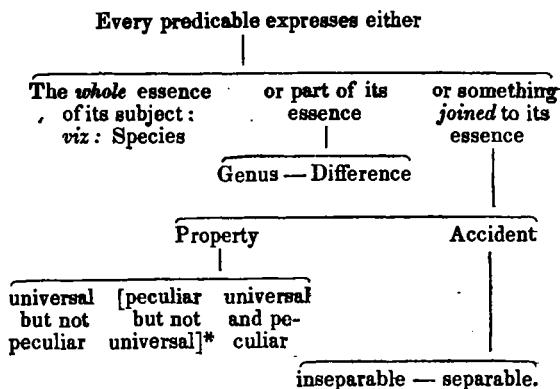 Every predicable expresses either
The whole essence of its subject: viz: Species
or part of its essence
or something joined to its essence
Genus — Difference
Property
Accident
universal but not peculiar
[peculiar but not universal]*
universal and pe-culiar
inseparable — separable.